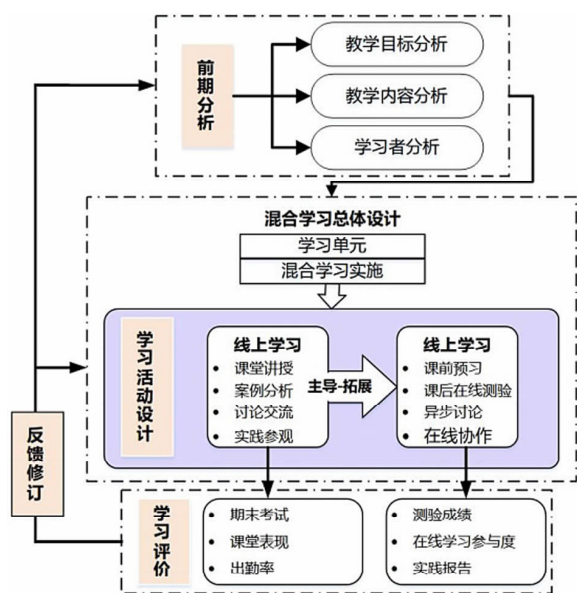 前期分析
教学目标分析
教学内容分析
学习者分析
混合学习总体设计
学习单元
混合学习实施
学习活动设计
线上学习
• 课堂讲授
• 案例分析
• 讨论交流
• 实践参观
主导-拓展
线上学习
• 课前预习
• 课后在线测验
• 异步讨论
• 在线协作
反馈修订
学习评价
• 期末考试
• 课堂表现
• 出勤率
• 测验成绩
• 在线学习参与度
• 实践报告